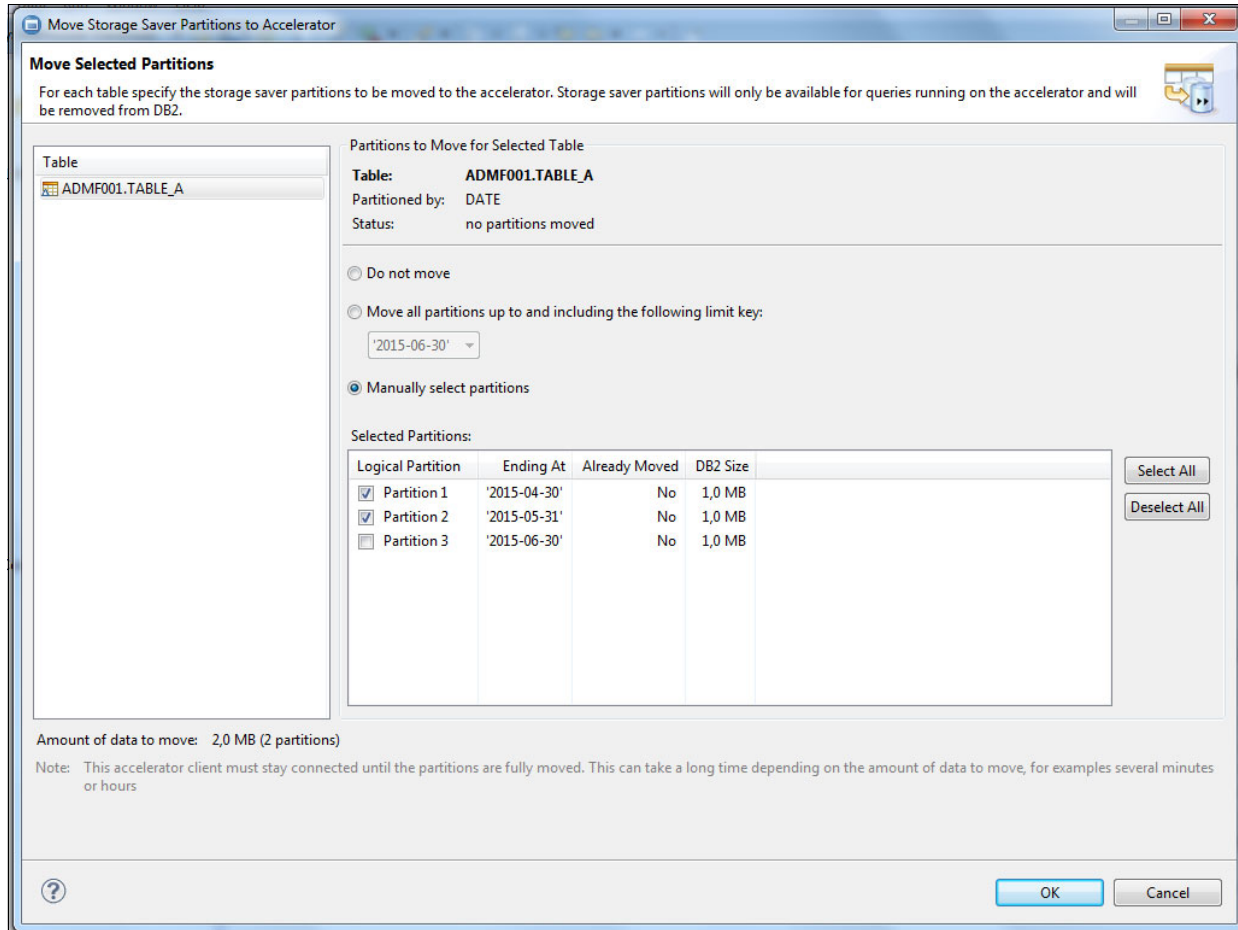 Move Storage Saver Partitions to Accelerator
Move Selected Partitions
For each table specify the storage saver partitions to be moved to the accelerator. Storage saver partitions will only be available for queries running on the accelerator and will
be removed from DB2.
Table
ADMF001.TABLE_A
Partitions to Move for Selected Table
Table: ADMF001.TABLE_A
Partitioned by: DATE
Status: no partitions moved
Do not move
Move all partitions up to and including the following limit key:
'2015-06-30'
Manually select partitions
Selected Partitions:
Logical Partition Ending At Already Moved DB2 Size
Partition 1 '2015-04-30' No 1,0 MB
Partition 2 '2015-05-31' No 1,0 MB
Partition 3 '2015-06-30' No 1,0 MB
Select All
Deselect All
Amount of data to move: 2,0 MB (2 partitions)
Note: This accelerator client must stay connected until the partitions are fully moved. This can take a long time depending on the amount of data to move, for examples several minutes
or hours
?
OK Cancel